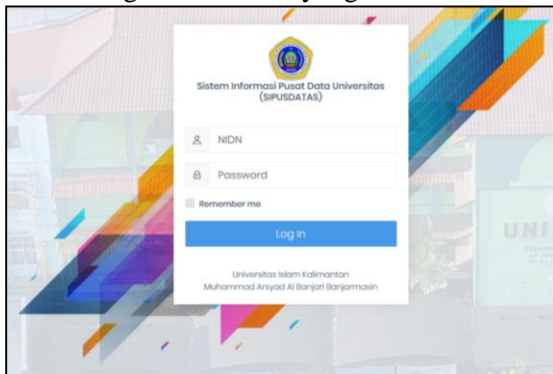 Sistem Informasi Pusat Data Universitas
(SIPUSDATAS)
NIDN
Password
Remember me
Log In
Universitas Islam Kalimantan
Muhammad Arsyad Al Banjari Banjarmasin
UNI